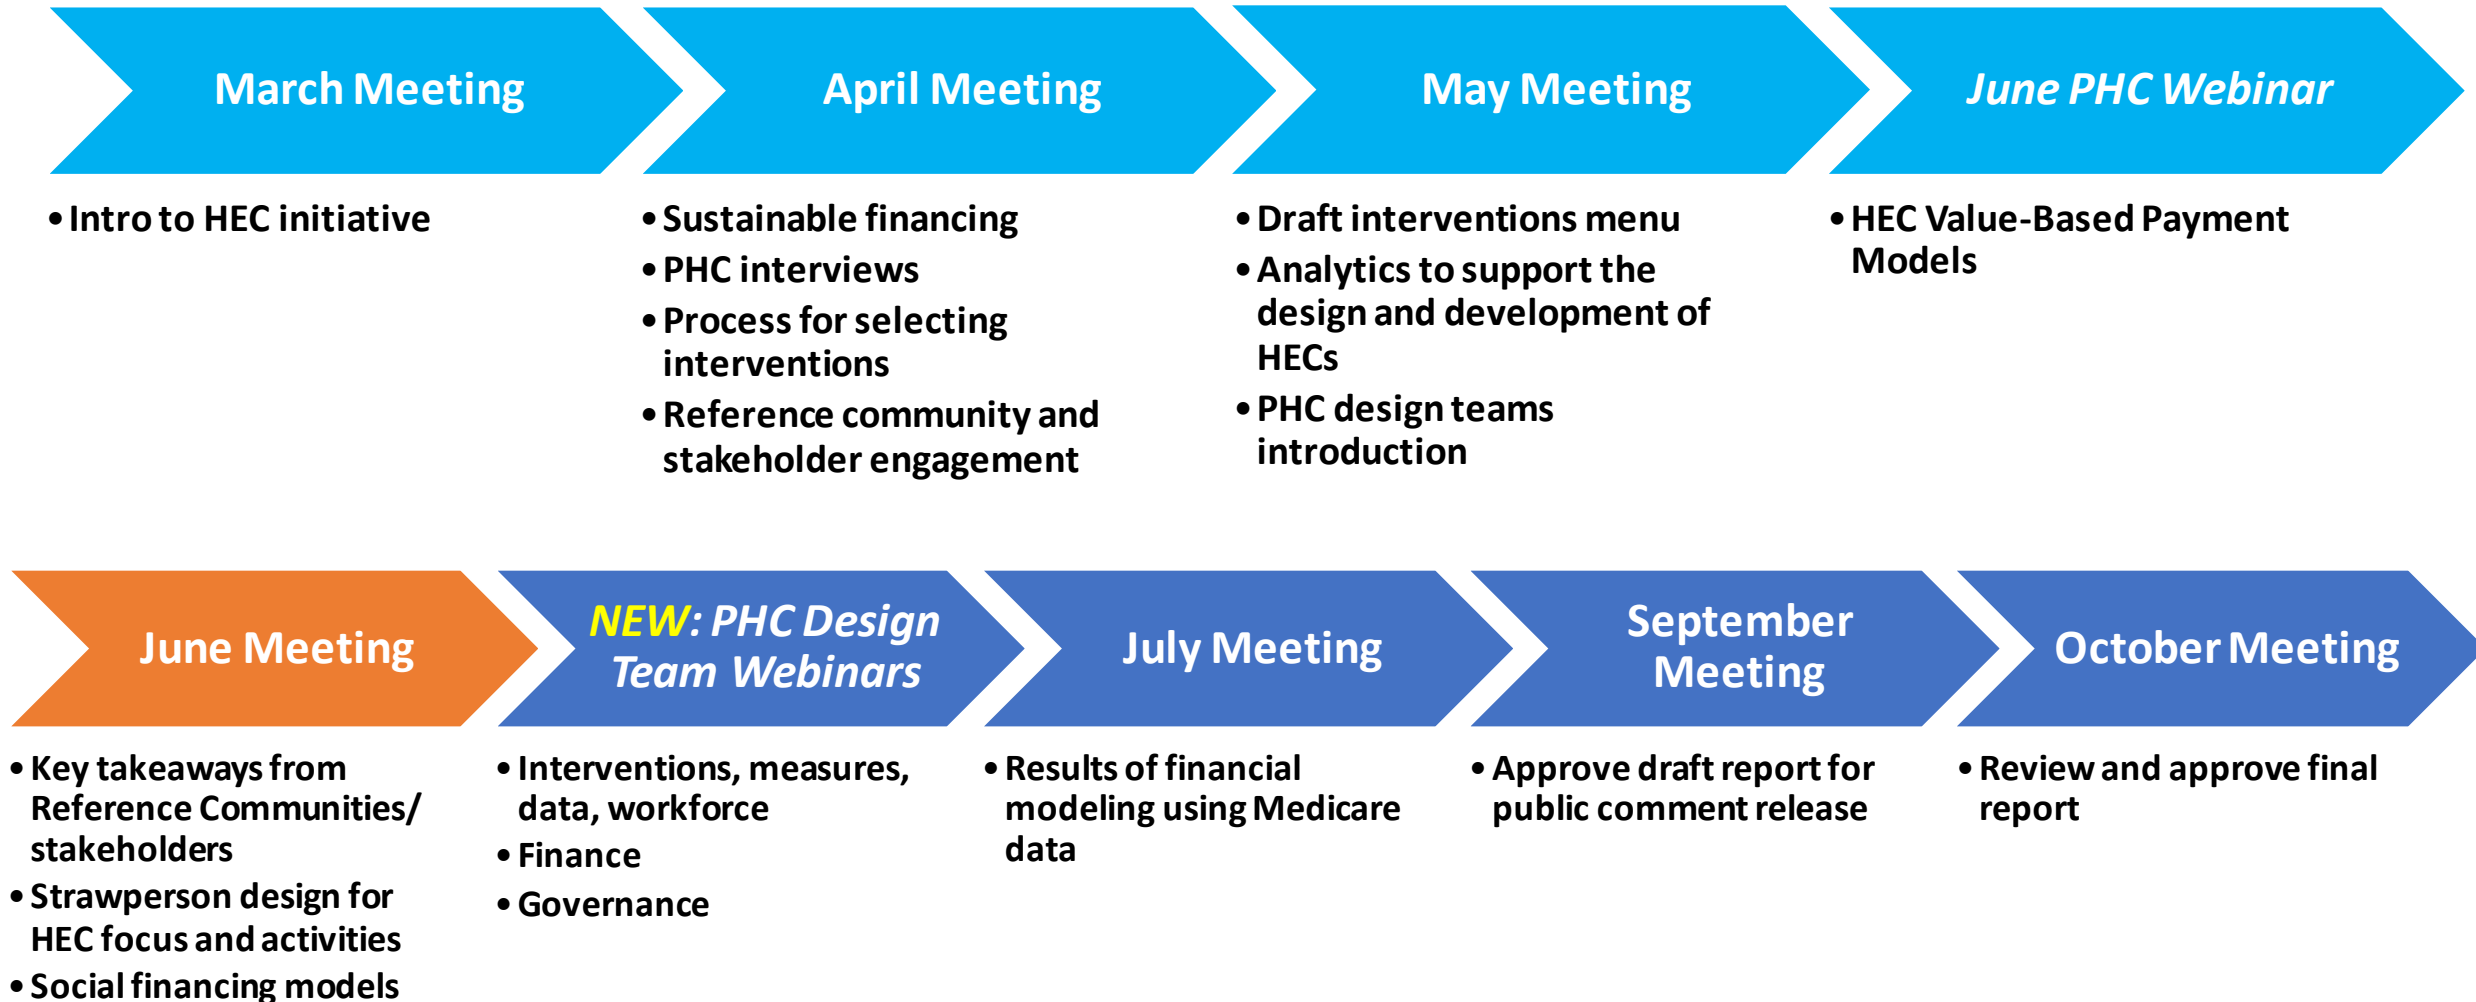 March Meeting
• Intro to HEC initiative
April Meeting
• Sustainable financing
• PHC interviews
• Process for selecting
interventions
• Reference community and
stakeholder engagement
May Meeting
• Draft interventions menu
• Analytics to support the
design and development of
HECs
• PHC design teams
introduction
June PHC Webinar
• HEC Value-Based Payment
Models
June Meeting
• Key takeaways from
Reference Communities/
stakeholders
• Strawperson design for
HEC focus and activities
• Social financing models
NEW: PHC Design
Team Webinars
• Interventions, measures,
data, workforce
• Finance
• Governance
July Meeting
• Results of financial
modeling using Medicare
data
September
Meeting
• Approve draft report for
public comment release
October Meeting
• Review and approve final
report